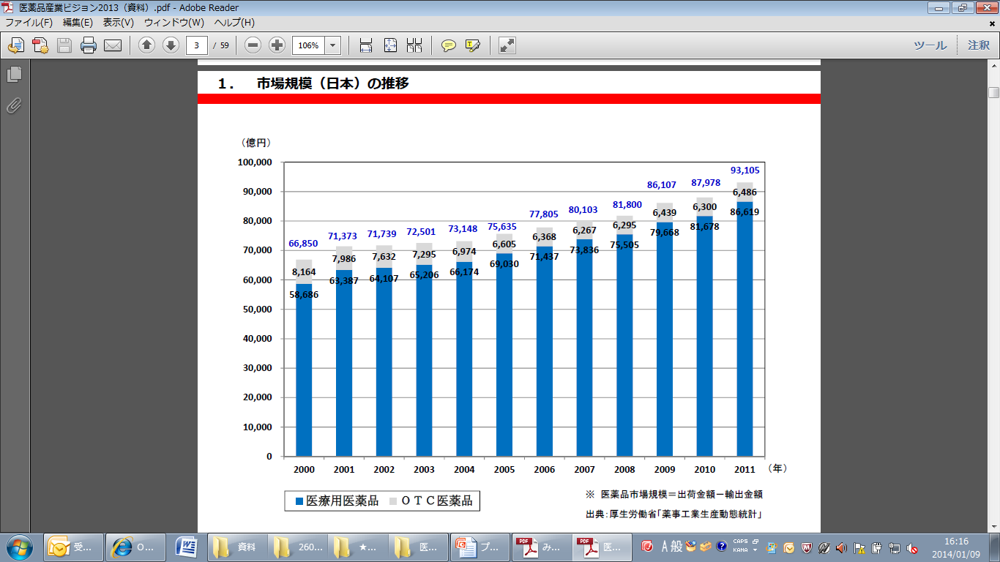 医薬品産業ビジョン2013（資料）.pdf - Adobe Reader
ファイル(F) 編集(E) 表示(V) ウィンドウ(W) ヘルプ(H)
3 / 59 106% ツール 注釈
１． 市場規模（日本）の推移
（億円）
100,000
90,000
80,000
70,000
60,000
50,000
40,000
30,000
20,000
10,000
0
66,850 71,373 71,739 72,501 73,148 75,635 77,805 80,103 81,800 86,107 87,978 93,105
8,164 7,986 7,632 7,295 6,974 6,605 6,368 6,267 6,295 6,439 6,300 6,486
58,686 63,387 64,107 65,206 66,174 69,030 71,437 73,836 75,505 79,668 81,678 86,619
2000 2001 2002 2003 2004 2005 2006 2007 2008 2009 2010 2011 （年）
医療用医薬品 ＯＴＣ医薬品
※ 医薬品市場規模＝出荷金額－輸出金額
出典：厚生労働省「薬事工業生産動態統計」
受... O... 資料 260... ★... 医... プ... み... 医... A 般 CAPS KANA 16:16
2014/01/09